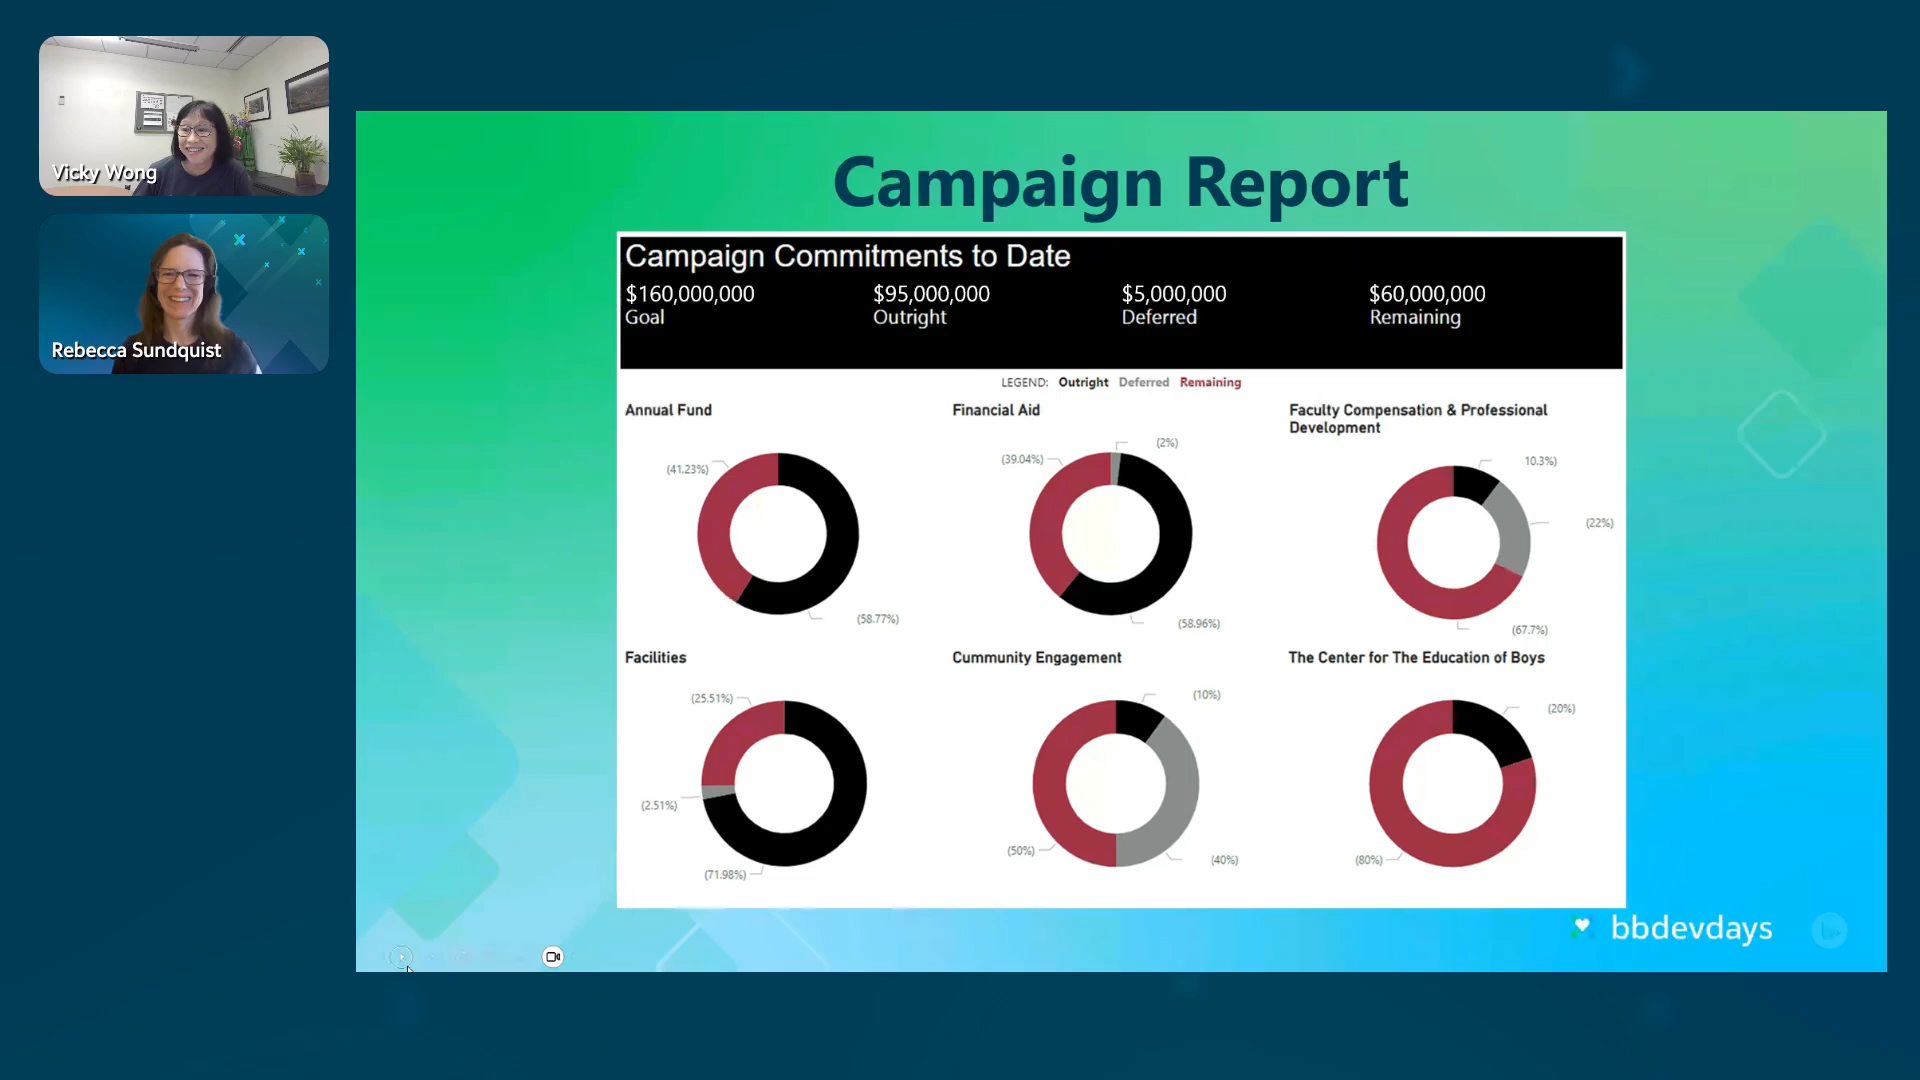 Vicky Wong
Rebecca Sundquist
Campaign Report
Campaign Commitments to Date
$160,000,000 $95,000,000 $5,000,000 $60,000,000
Goal Outright Deferred Remaining
LEGEND: Outright Deferred Remaining
Annual Fund
(41.23%)
(58.77%)
Financial Aid
(2%)
(39.04%)
(58.96%)
Faculty Compensation & Professional
Development
10.3%)
(22%)
(67.7%)
Facilities
(25.51%)
(2.51%)
(71.98%)
Cummunity Engagement
(10%)
(50%)
(40%)
The Center for The Education of Boys
(20%)
(80%)
bbdevdays